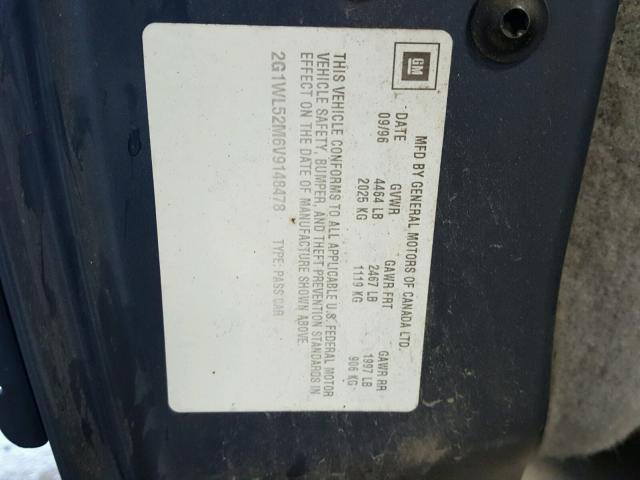 GM
MFD BY GENERAL MOTORS OF CANADA LTD.
DATE GVWR GAWR FRT GAWR RR
09/96 4464 LB 2467 LB 1997 LB
2025 KG 1119 KG 906 KG
THIS VEHICLE CONFORMS TO ALL APPLICABLE U.S. FEDERAL MOTOR
VEHICLE SAFETY, BUMPER, AND THEFT PREVENTION STANDARDS IN
EFFECT ON THE DATE OF MANUFACTURE SHOWN ABOVE.
2G1WL52M6V9148478 TYPE: PASS CAR